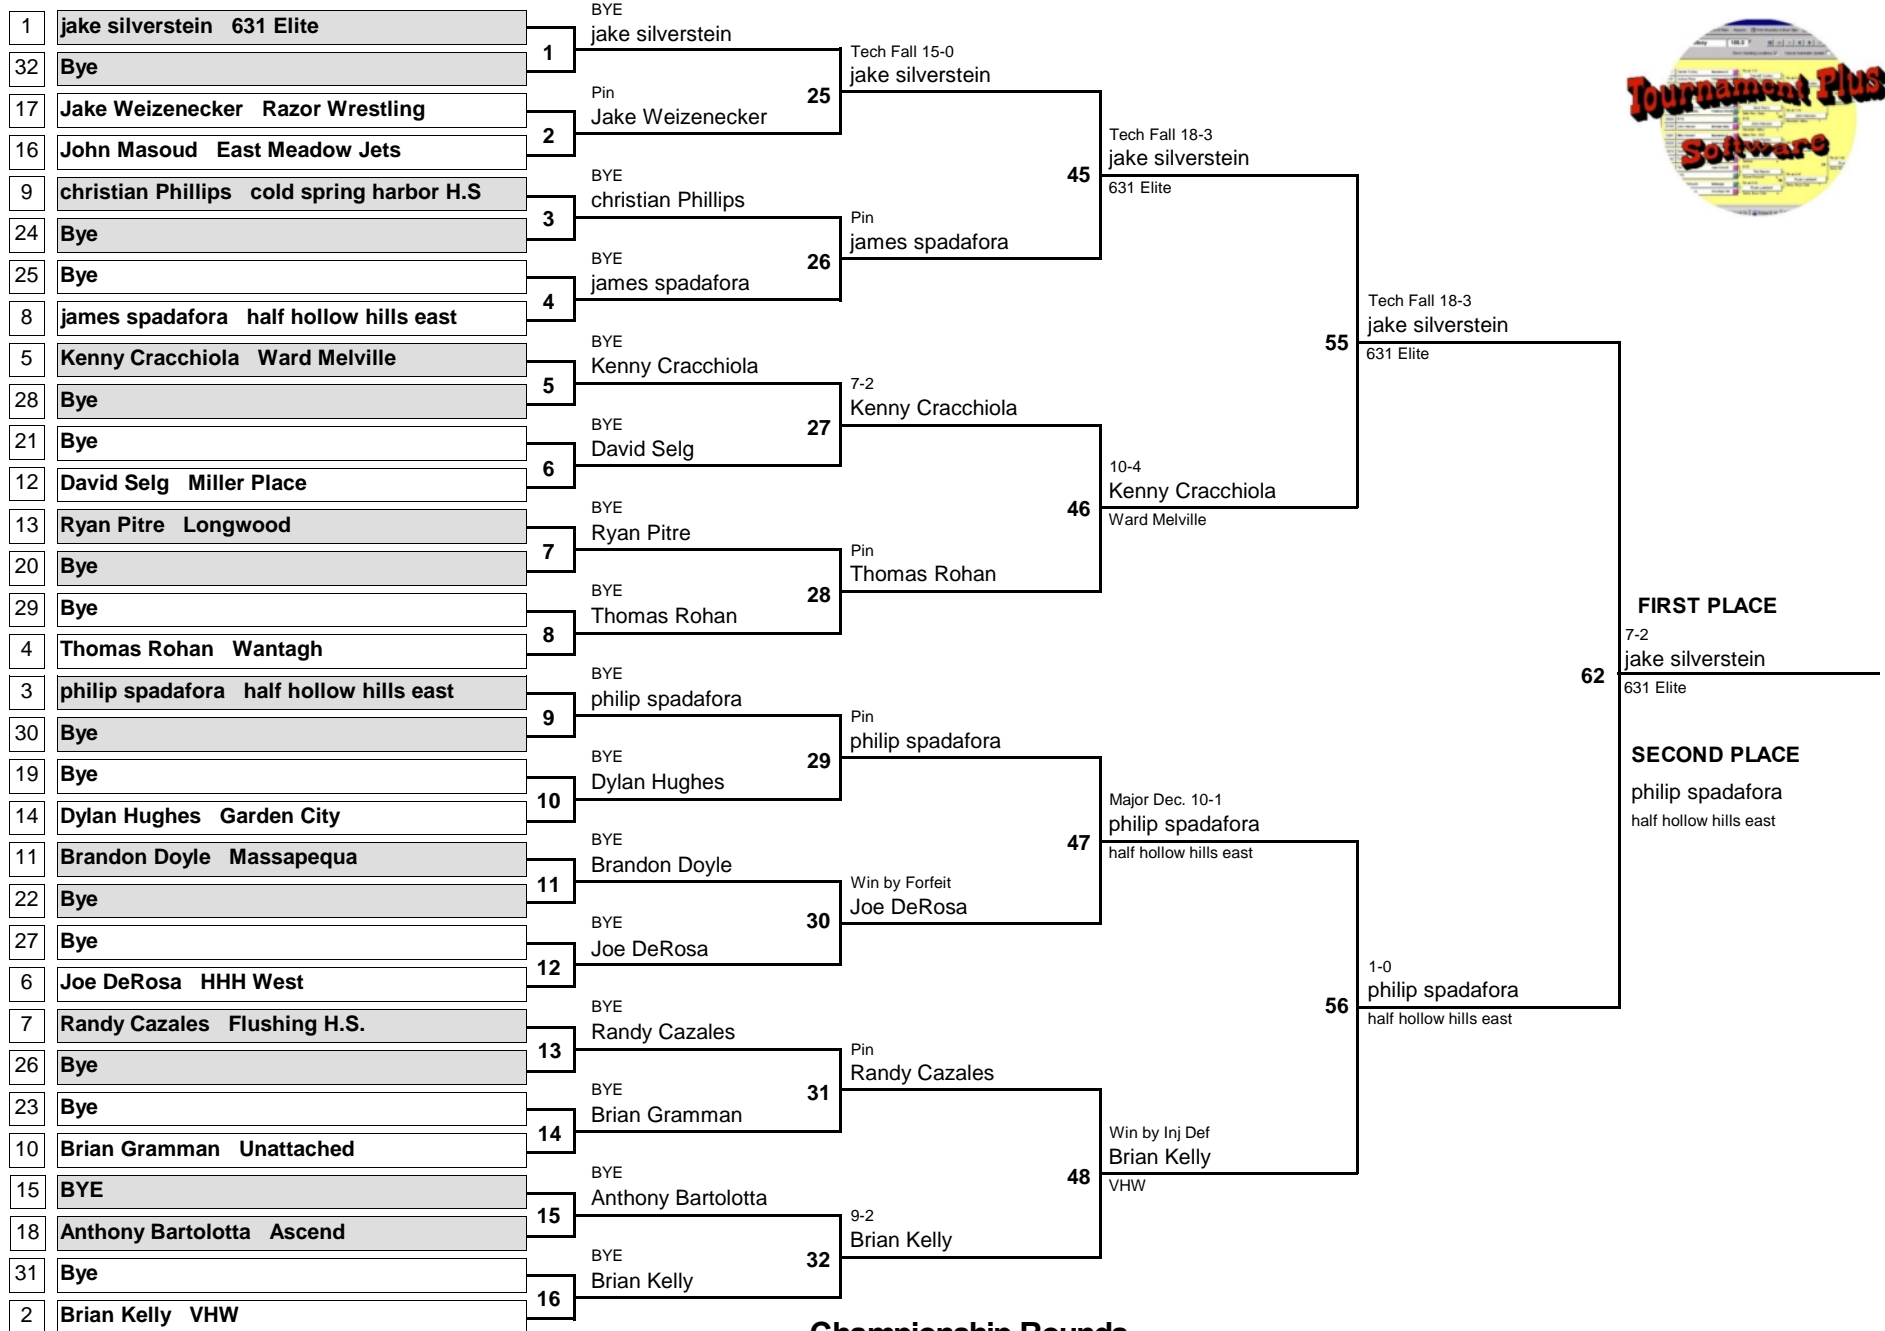 1 jake silverstein 631 Elite
32 Bye
17 Jake Weizenecker Razor Wrestling
16 John Masoud East Meadow Jets
9 christian Phillips cold spring harbor H.S
24 Bye
25 Bye
8 james spadafora half hollow hills east
5 Kenny Cracchiola Ward Melville
28 Bye
21 Bye
12 David Selg Miller Place
13 Ryan Pitre Longwood
20 Bye
29 Bye
4 Thomas Rohan Wantagh
3 philip spadafora half hollow hills east
30 Bye
19 Bye
14 Dylan Hughes Garden City
11 Brandon Doyle Massapequa
22 Bye
27 Bye
6 Joe DeRosa HHH West
7 Randy Cazales Flushing H.S.
26 Bye
23 Bye
10 Brian Gramman Unattached
15 BYE
18 Anthony Bartolotta Ascend
31 Bye
2 Brian Kelly VHW
1
2
3
4
5
6
7
8
9
10
11
12
13
14
15
16
BYE
jake silverstein
Pin
Jake Weizenecker
BYE
christian Phillips
BYE
james spadafora
BYE
Kenny Cracchiola
BYE
David Selg
BYE
Ryan Pitre
BYE
Thomas Rohan
BYE
philip spadafora
BYE
Dylan Hughes
BYE
Brandon Doyle
BYE
Joe DeRosa
BYE
Randy Cazales
BYE
Brian Gramman
BYE
Anthony Bartolotta
BYE
Brian Kelly
25
26
27
28
29
30
31
32
Tech Fall 15-0
jake silverstein
Pin
james spadafora
7-2
Kenny Cracchiola
Pin
Thomas Rohan
Pin
philip spadafora
Win by Forfeit
Joe DeRosa
Pin
Randy Cazales
9-2
Brian Kelly
45
46
47
48
Tech Fall 18-3
jake silverstein
631 Elite
10-4
Kenny Cracchiola
Ward Melville
Major Dec. 10-1
philip spadafora
half hollow hills east
Win by Inj Def
Brian Kelly
VHW
55
56
Tech Fall 18-3
jake silverstein
631 Elite
1-0
philip spadafora
half hollow hills east
62
FIRST PLACE
7-2
jake silverstein
631 Elite
SECOND PLACE
philip spadafora
half hollow hills east
Tournament Plus
Software
Championship Rounds